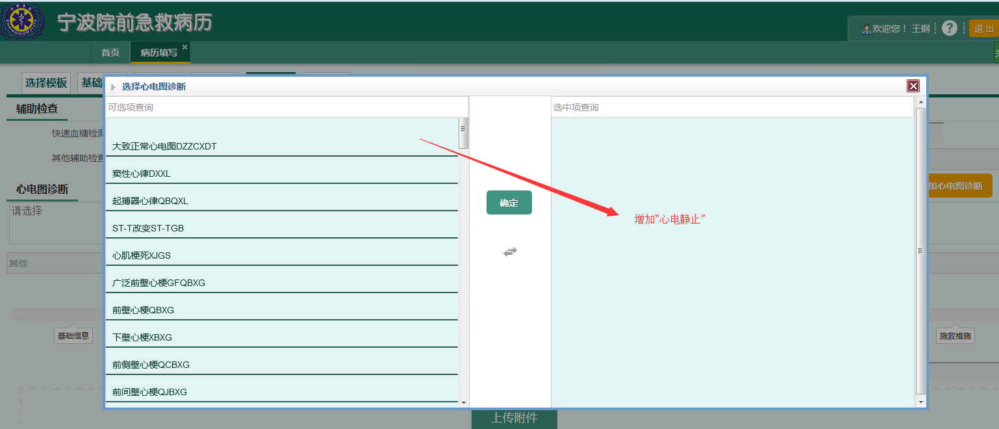 宁波院前急救病历
ZHONGGUOJIJIU
欢迎您！ 王钢
?
退 出
首页
病历填写
选择模板
基础
选择心电图诊断
辅助检查
可选项查询
选中项查询
快速血糖检测
其他辅助检查
大致正常心电图DZZCXDT
窦性心律DXXL
起搏器心律QBQXL
ST-T改变ST-TGB
心肌梗死XJGS
广泛前壁心梗GFQBXG
前壁心梗QBXG
下壁心梗XBXG
前侧壁心梗QCBXG
前间壁心梗QJBXG
确定
增加“心电静止”
心电图诊断
加心电图诊断
请选择
其他
基础信息
施救措施
上传附件